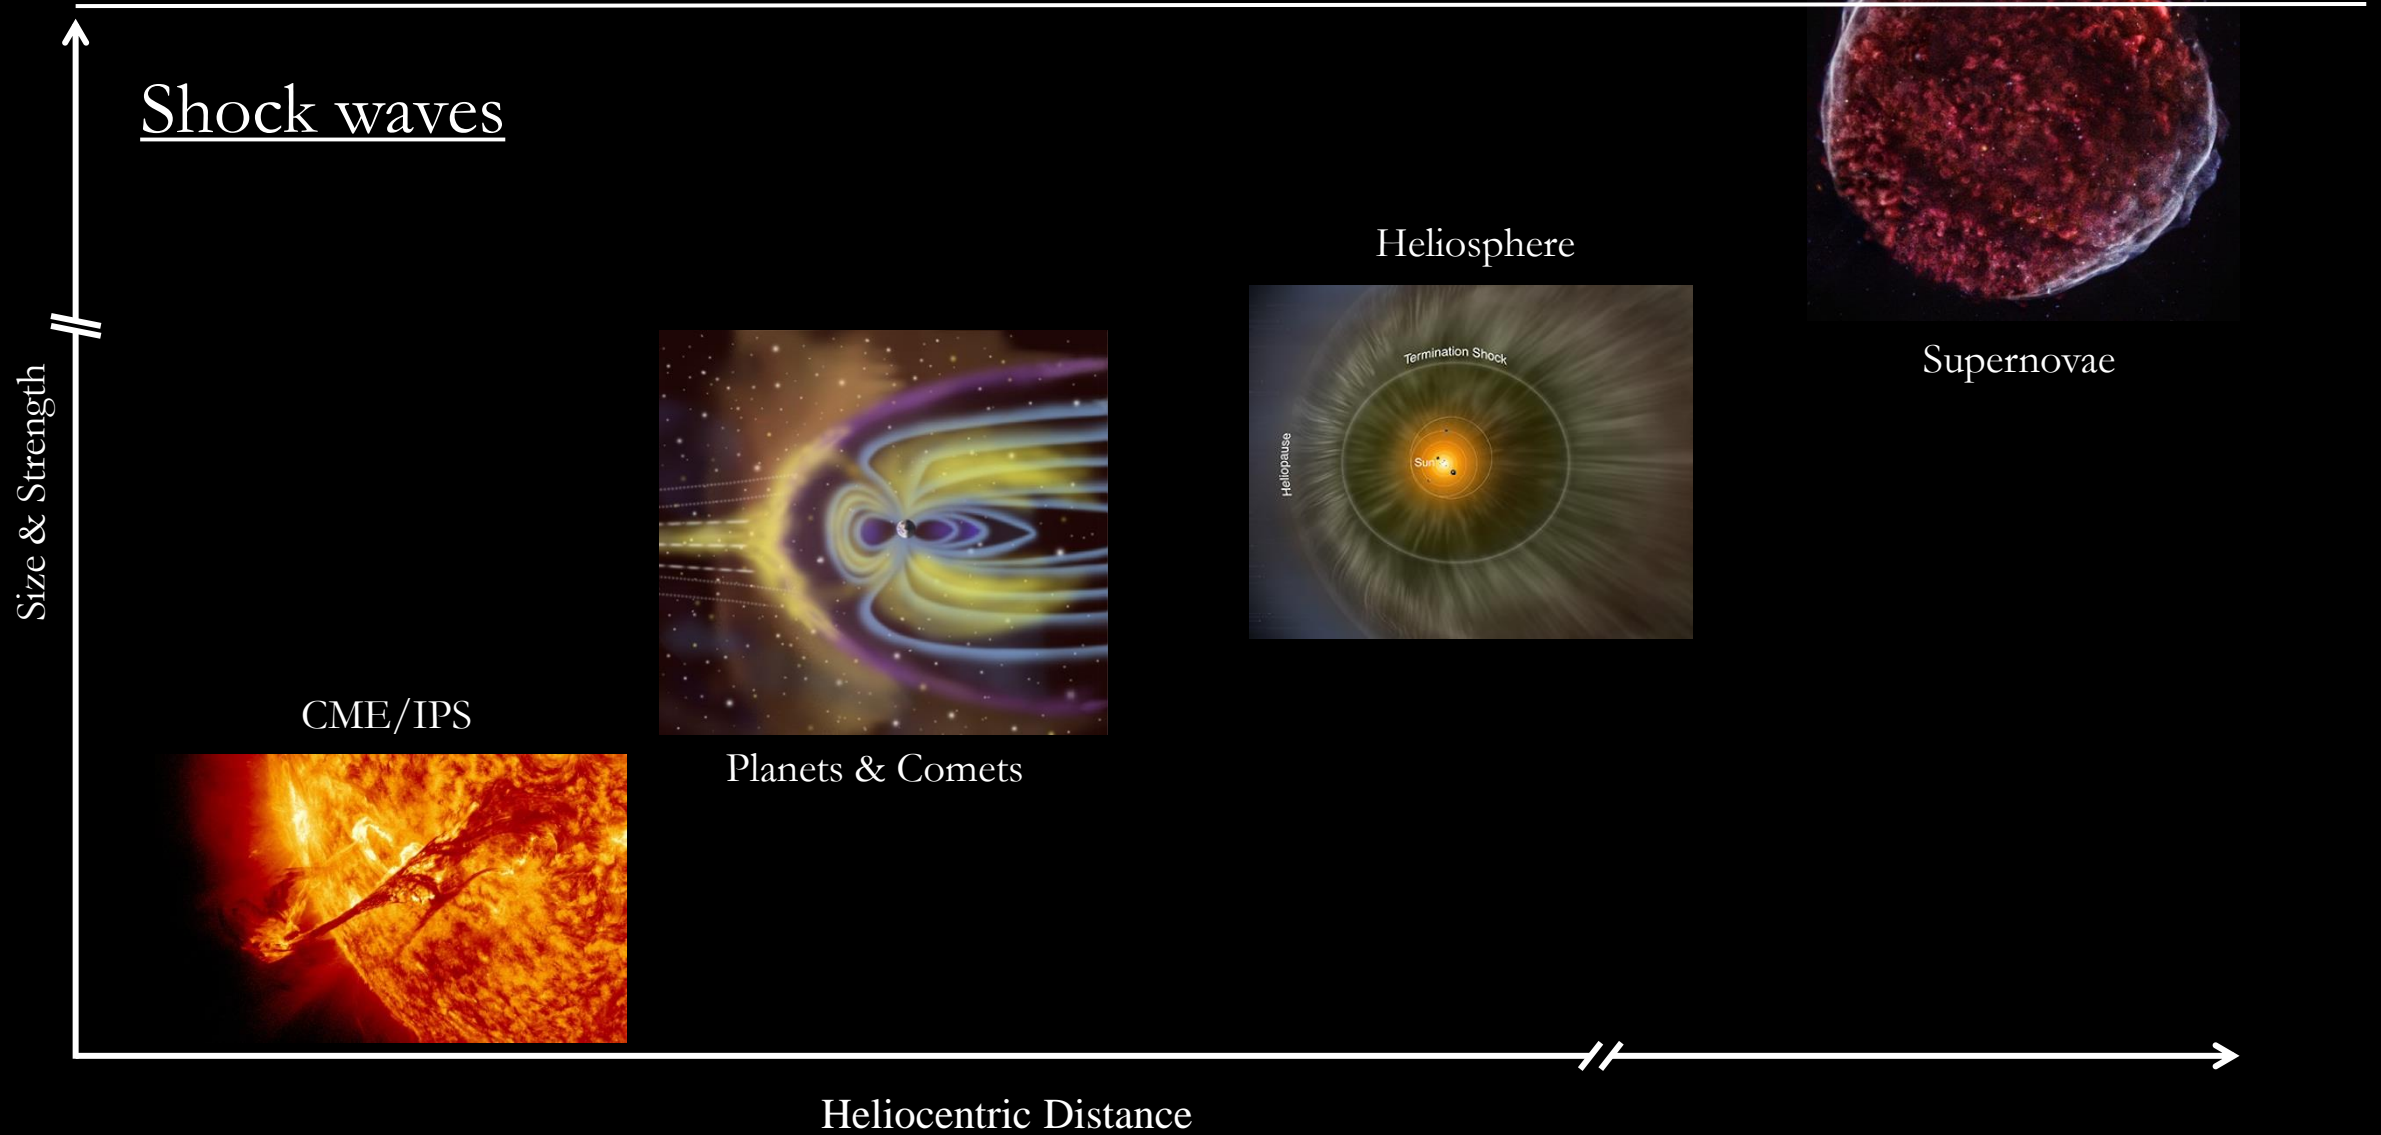 Shock waves
Heliosphere
Termination Shock
Sun
Heliopause
Supernovae
Size & Strength
CME/IPS
Planets & Comets
Heliocentric Distance